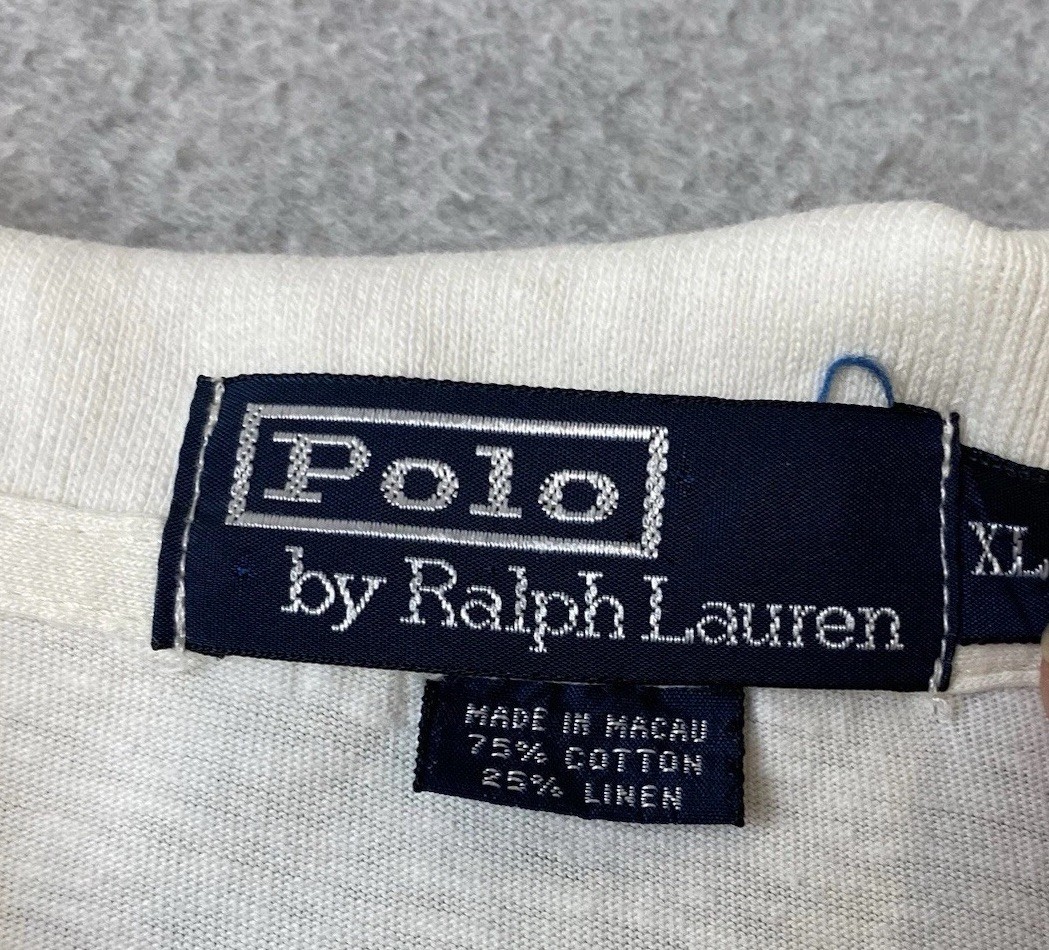 Polo
by Ralph Lauren
XL
MADE IN MACAU
75% COTTON
25% LINEN